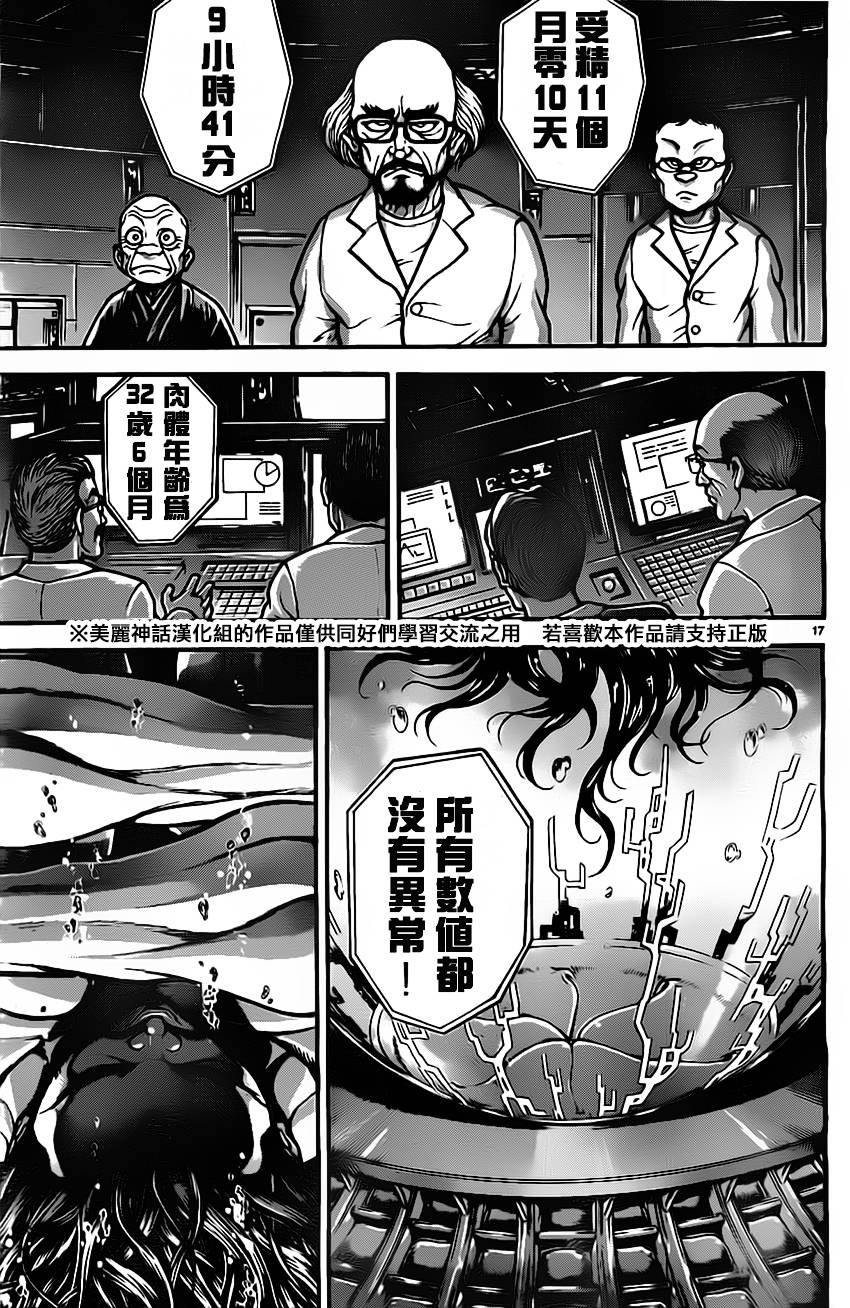 受精11個
月零10天
9
小時
41
分
肉體年齡爲
32歲6個月
17
※美麗神話漢化組的作品僅供同好們學習交流之用 若喜歡本作品請支持正版
所有數值都
沒有異常！